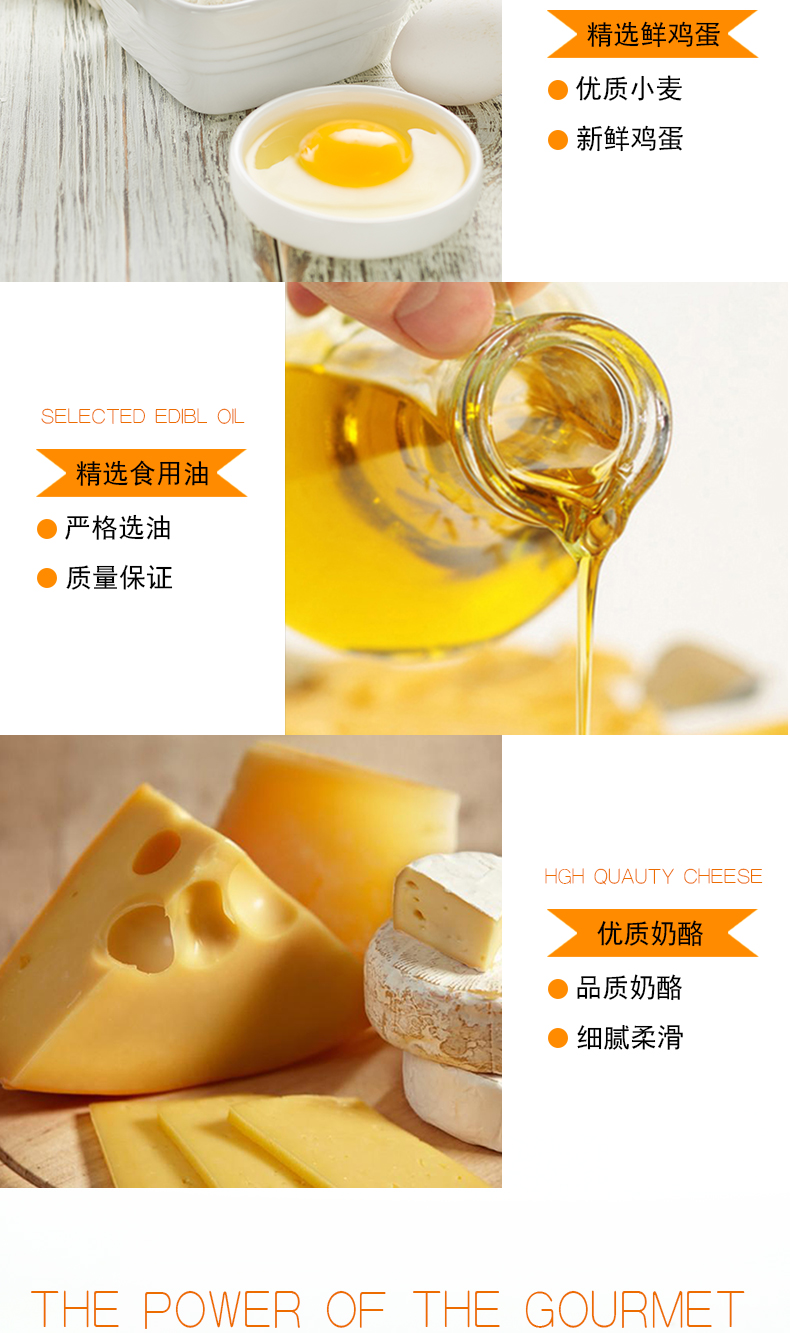 精选鲜鸡蛋
优质小麦
新鲜鸡蛋
SELECTED EDIBL OIL
精选食用油
严格选油
质量保证
HGH QUAUTY CHEESE
优质奶酪
品质奶酪
细腻柔滑
THE POWER OF THE GOURMET